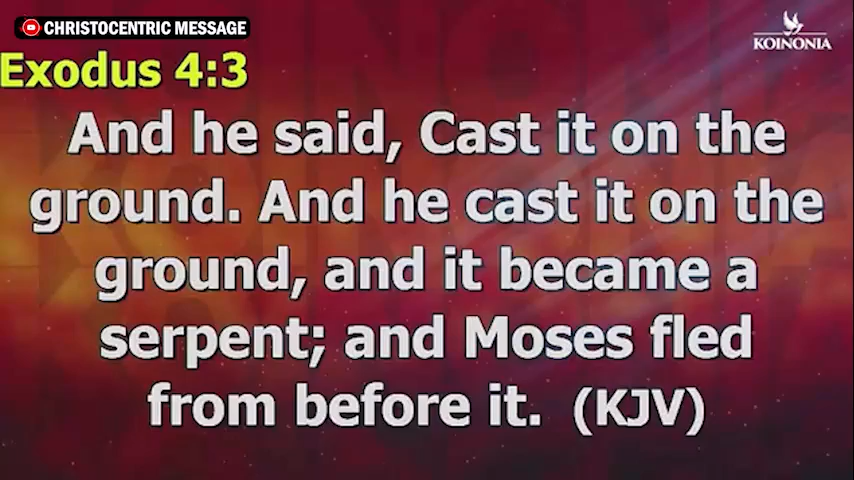 CHRISTOCENTRIC MESSAGE
KOINONIA
Exodus 4:3
And he said, Cast it on the
ground. And he cast it on the
ground, and it became a
serpent; and Moses fled
from before it. (KJV)